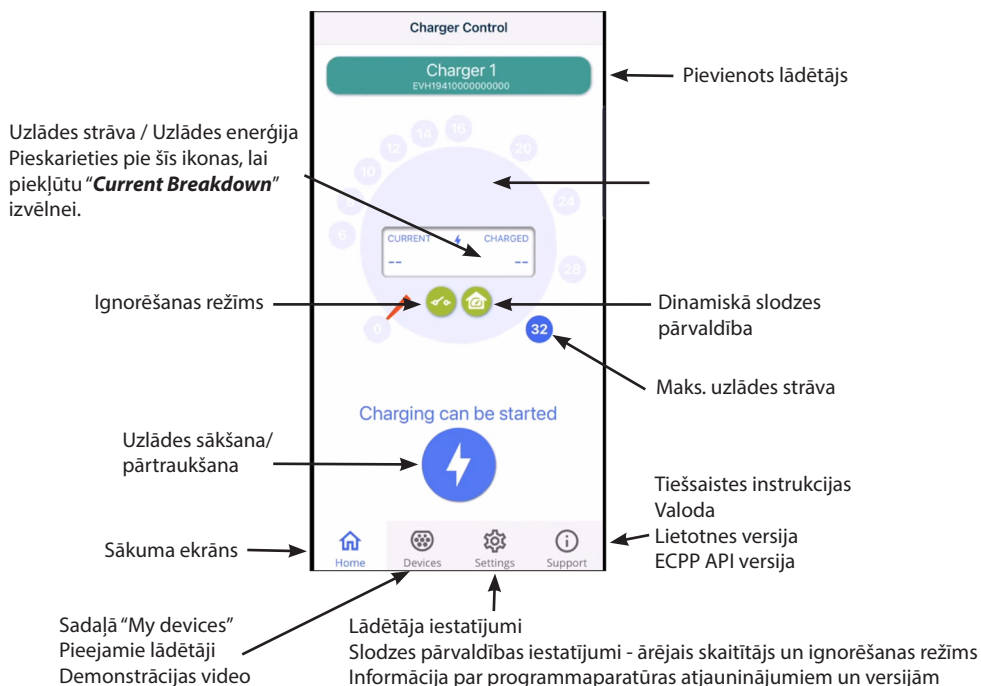 Charger Control
Charger 1
EVH19410000000000
Pievienots lādētājs
Uzlādes strāva / Uzlādes enerģija
Pieskarieties pie šīs ikonas, lai
piekļūtu “Current Breakdown”
izvēlnei.
6
10
12
14
16
20
24
28
32
0
CURRENT
CHARGED
--
--
Ignorēšanas režīms
Dinamiskā slodzes
pārvaldība
Maks. uzlādes strāva
Charging can be started
Uzlādes sākšana/
pārtraukšana
Tiešsaistes instrukcijas
Valoda
Lietotnes versija
ECPP API versija
Sākuma ekrāns
Home
Devices
Settings
Support
Sadaļā “My devices”
Pieejamie lādētāji
Demonstrācijas video
Lādētāja iestatījumi
Slodzes pārvaldības iestatījumi - ārējais skaitītājs un ignorēšanas režīms
Informācija par programmaparatūras atjauninājumiem un versijām